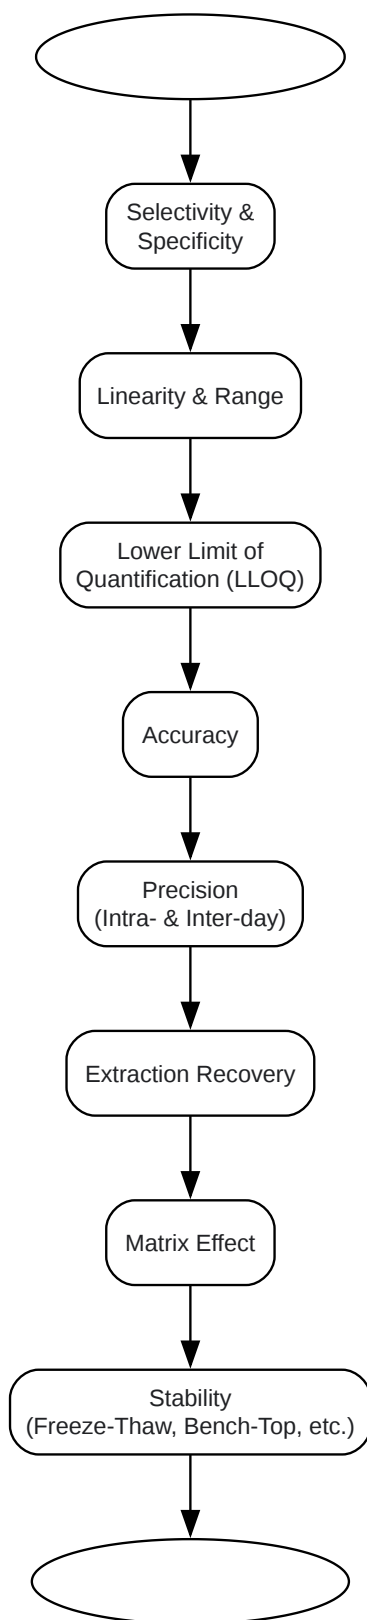 Selectivity &
Specificity
Linearity & Range
Lower Limit of
Quantification (LLOQ)
Accuracy
Precision
(Intra- & Inter-day)
Extraction Recovery
Matrix Effect
Stability
(Freeze-Thaw, Bench-Top, etc.)